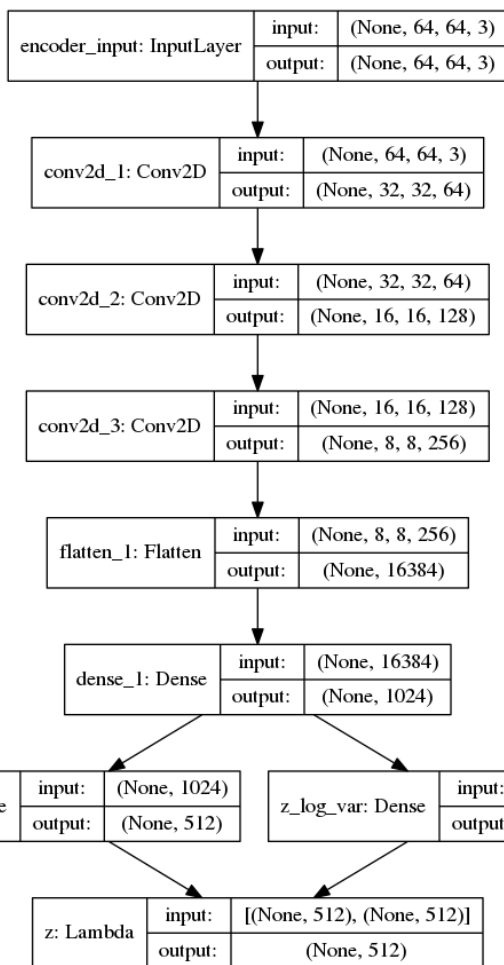 encoder_input: InputLayer
input: (None, 64, 64, 3)
output: (None, 64, 64, 3)
conv2d_1: Conv2D
input: (None, 64, 64, 3)
output: (None, 32, 32, 64)
conv2d_2: Conv2D
input: (None, 32, 32, 64)
output: (None, 16, 16, 128)
conv2d_3: Conv2D
input: (None, 16, 16, 128)
output: (None, 8, 8, 256)
flatten_1: Flatten
input: (None, 8, 8, 256)
output: (None, 16384)
dense_1: Dense
input: (None, 16384)
output: (None, 1024)
e
input: (None, 1024)
output: (None, 512)
z_log_var: Dense
input:
output
z: Lambda
input: [(None, 512), (None, 512)]
output: (None, 512)